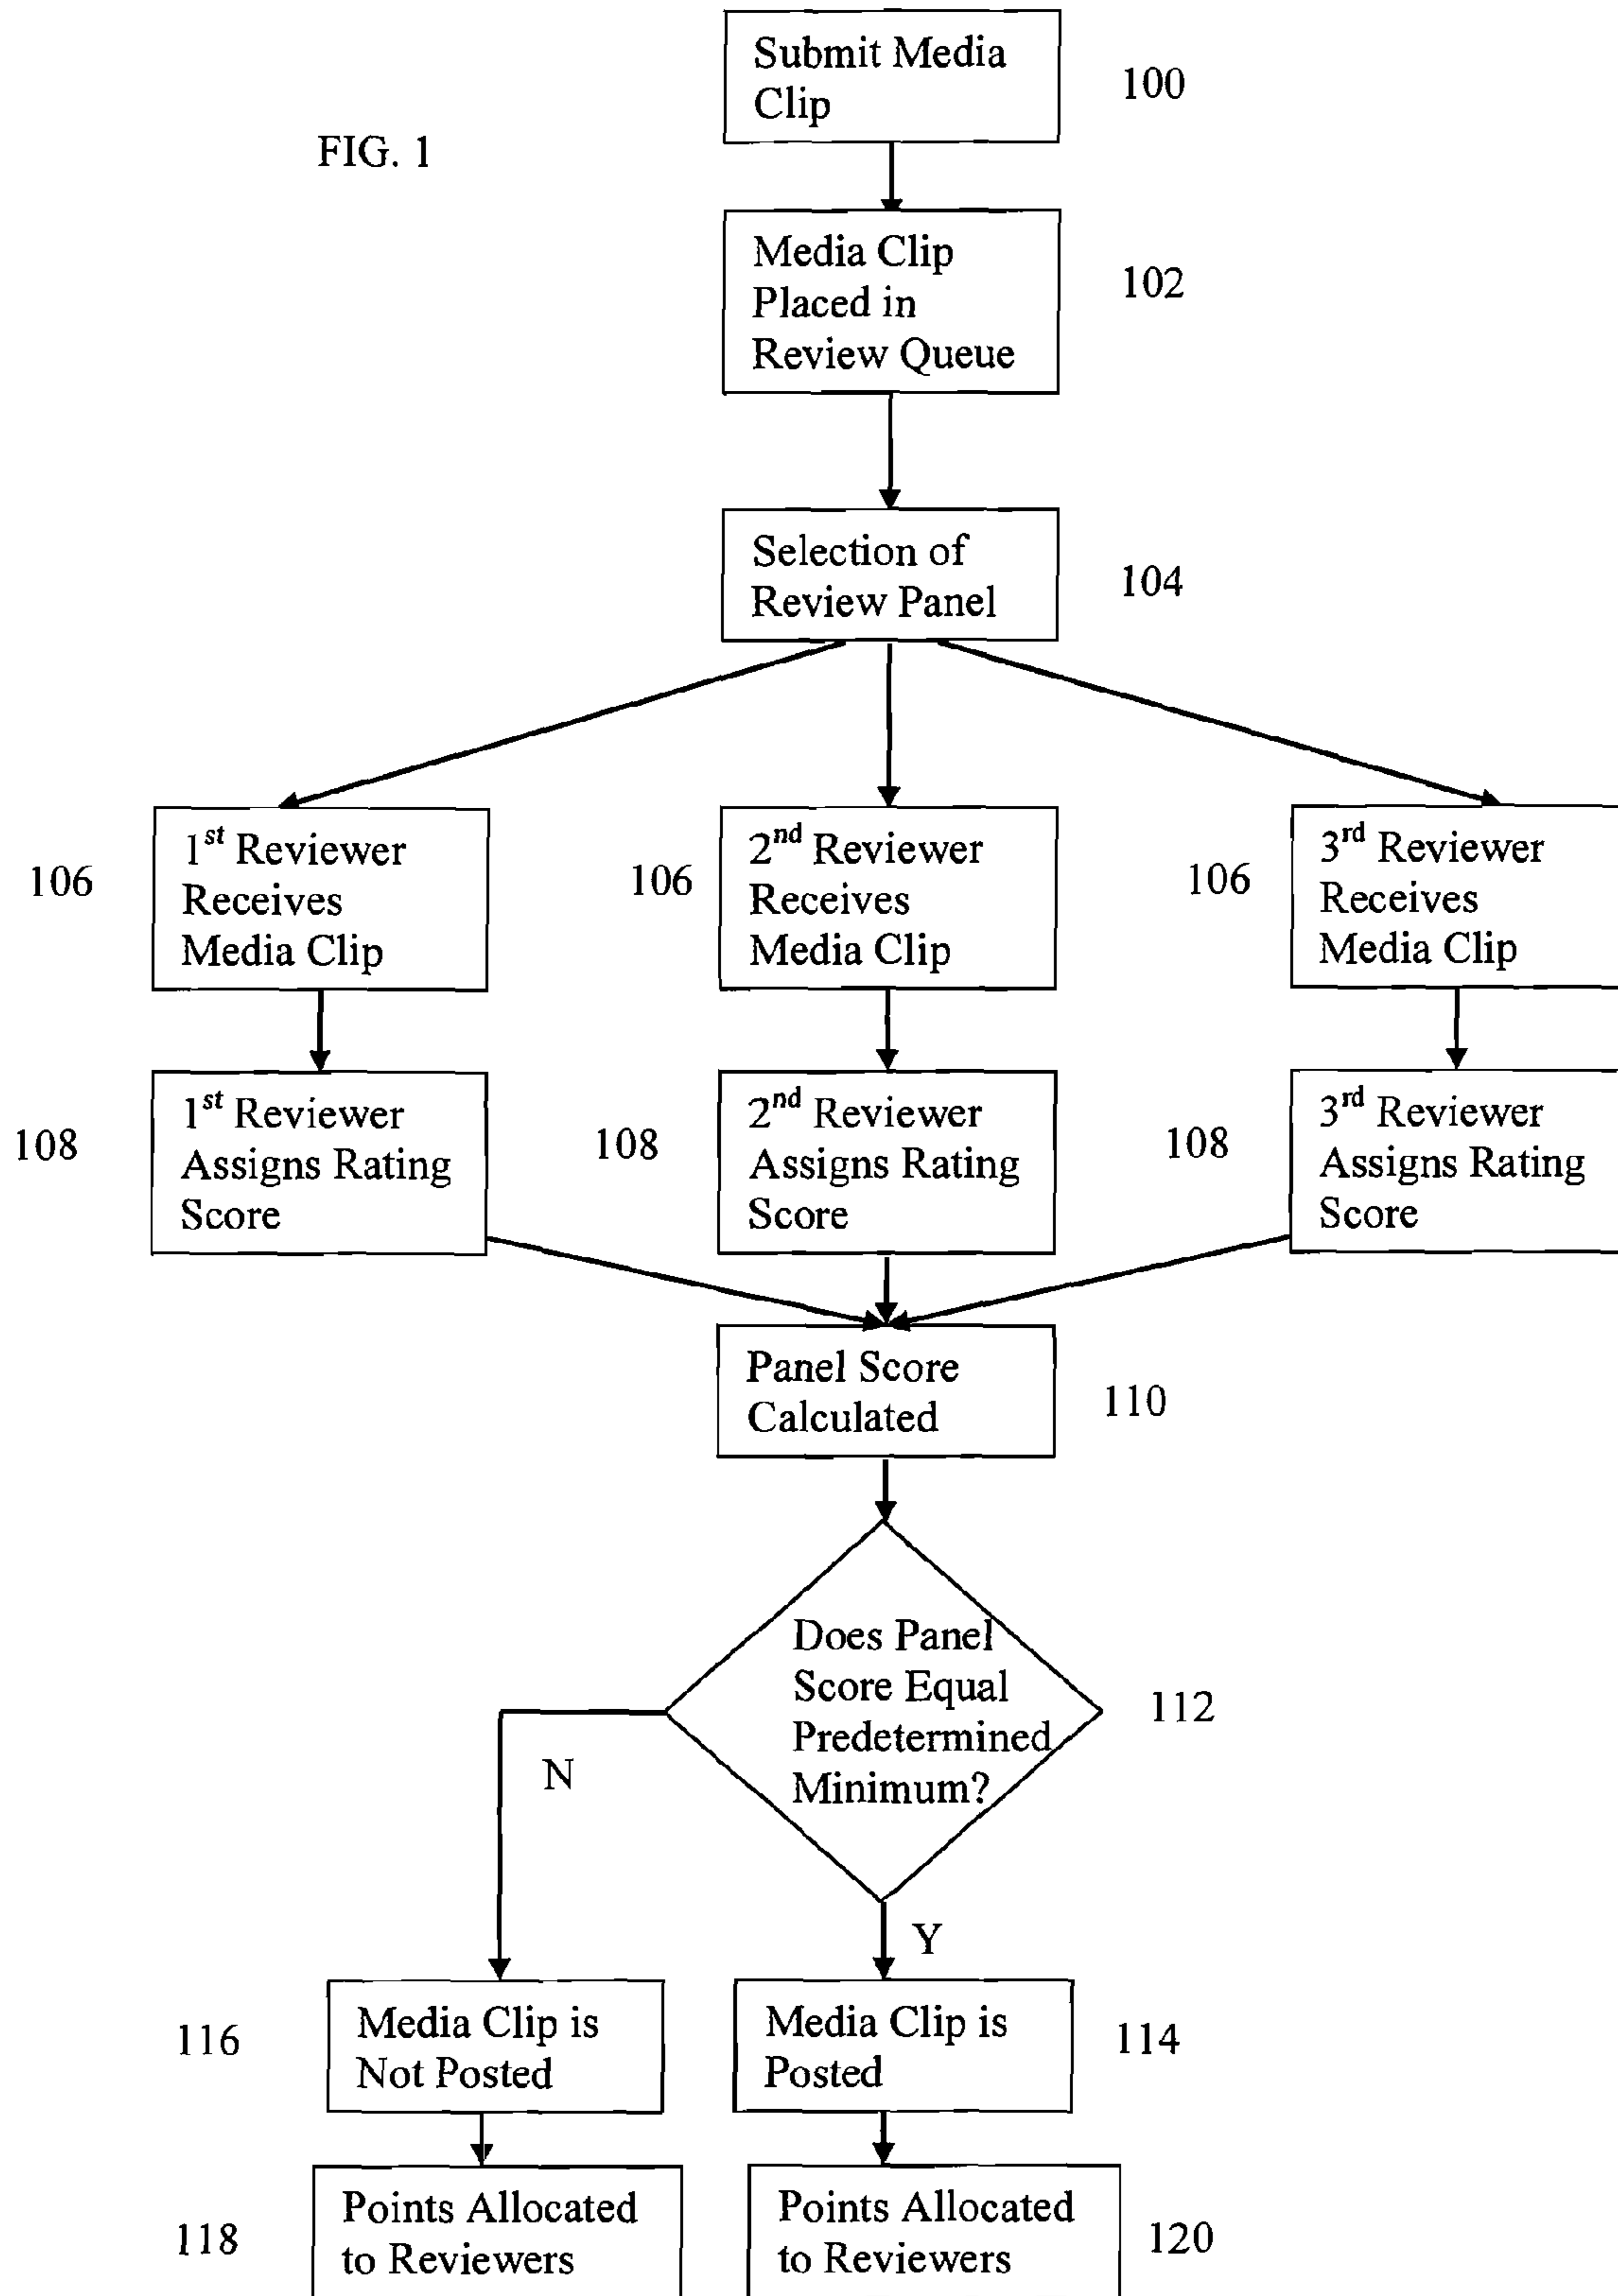 Submit Media
Clip
100
FIG. 1
Media Clip
Placed in
Review Queue
102
Selection of
Review Panel
104
106
1st Reviewer
Receives
Media Clip
106
2nd Reviewer
Receives
Media Clip
106
3rd Reviewer
Receives
Media Clip
108
1st Reviewer
Assigns Rating
Score
108
2nd Reviewer
Assigns Rating
Score
108
3rd Reviewer
Assigns Rating
Score
Panel Score
Calculated
110
Does Panel
Score Equal
Predetermined
Minimum?
112
N
Y
116
Media Clip is
Not Posted
Media Clip is
Posted
114
118
Points Allocated
to Reviewers
Points Allocated
to Reviewers
120